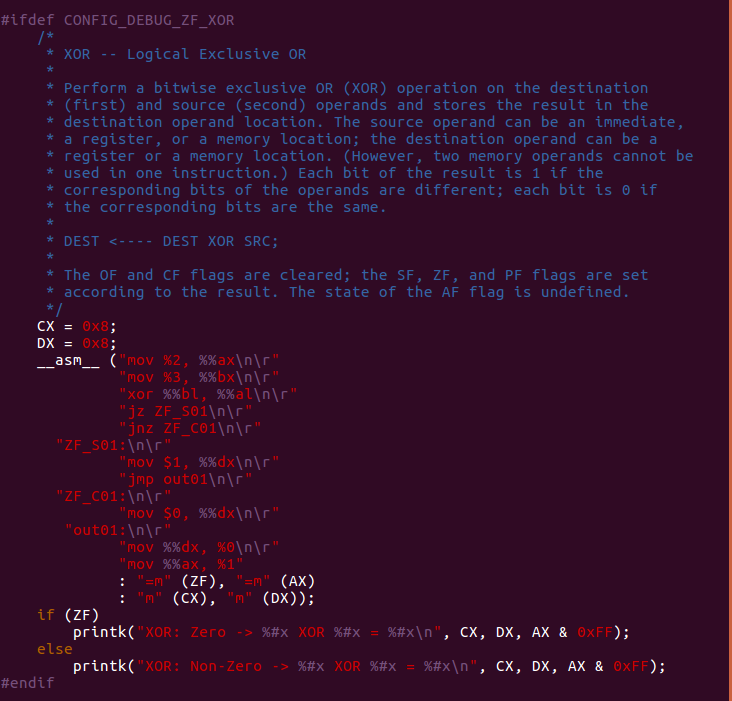 #ifdef CONFIG_DEBUG_ZF_XOR
    /*
     * XOR -- Logical Exclusive OR
     *
     * Perform a bitwise exclusive OR (XOR) operation on the destination
     * (first) and source (second) operands and stores the result in the
     * destination operand location. The source operand can be an immediate,
     * a register, or a memory location; the destination operand can be a
     * register or a memory location. (However, two memory operands cannot be
     * used in one instruction.) Each bit of the result is 1 if the
     * corresponding bits of the operands are different; each bit is 0 if
     * the corresponding bits are the same.
     *
     * DEST <---- DEST XOR SRC;
     *
     * The OF and CF flags are cleared; the SF, ZF, and PF flags are set
     * according to the result. The state of the AF flag is undefined.
     */
    CX = 0x8;
    DX = 0x8;
    __asm__ ("mov %2, %%ax\n\r"
             "mov %3, %%bx\n\r"
             "xor %%bl, %%al\n\r"
             "jz ZF_S01\n\r"
             "jnz ZF_C01\n\r"
      "ZF_S01:\n\r"
             "mov $1, %%dx\n\r"
             "jmp out01\n\r"
      "ZF_C01:\n\r"
             "mov $0, %%dx\n\r"
       "out01:\n\r"
             "mov %%dx, %0\n\r"
             "mov %%ax, %1"
             : "=m" (ZF), "=m" (AX)
             : "m" (CX), "m" (DX));
    if (ZF)
        printk("XOR: Zero -> %#x XOR %#x = %#x\n", CX, DX, AX & 0xFF);
    else
        printk("XOR: Non-Zero -> %#x XOR %#x = %#x\n", CX, DX, AX & 0xFF);
#endif